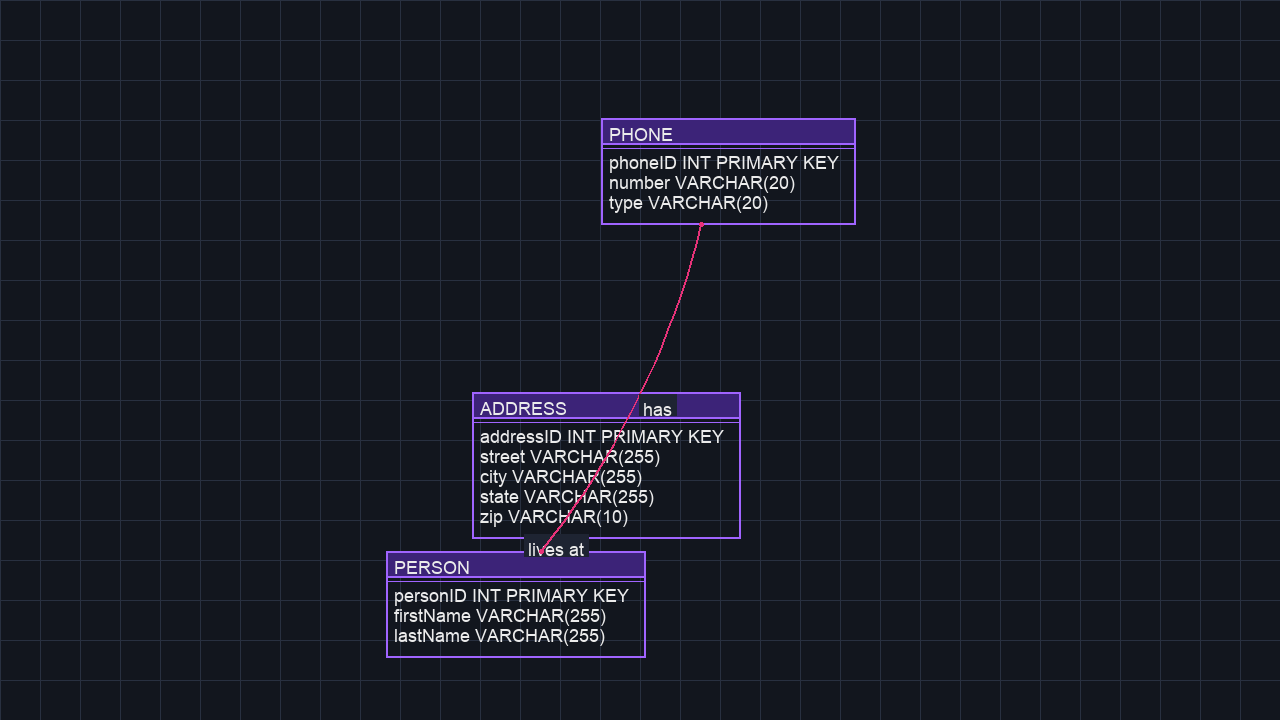 PHONE
phoneID INT PRIMARY KEY
number VARCHAR(20)
type VARCHAR(20)
ADDRESS
has
addressID INT PRIMARY KEY
street VARCHAR(255)
city VARCHAR(255)
state VARCHAR(255)
zip VARCHAR(10)
lives at
PERSON
personID INT PRIMARY KEY
firstName VARCHAR(255)
lastName VARCHAR(255)